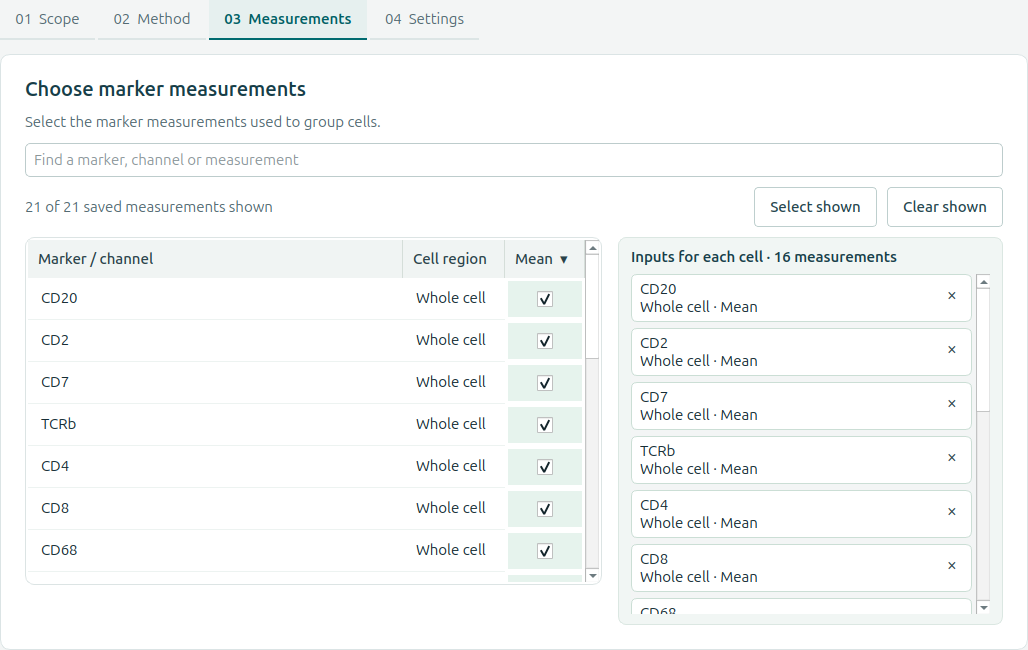 01 Scope 02 Method 03 Measurements 04 Settings
Choose marker measurements
Select the marker measurements used to group cells.
Find a marker, channel or measurement
21 of 21 saved measurements shown
Select shown Clear shown
Marker / channel Cell region Mean ▼
CD20 Whole cell
CD2 Whole cell
CD7 Whole cell
TCRb Whole cell
CD4 Whole cell
CD8 Whole cell
CD68 Whole cell
Inputs for each cell · 16 measurements
CD20
Whole cell · Mean ×
CD2
Whole cell · Mean ×
CD7
Whole cell · Mean ×
TCRb
Whole cell · Mean ×
CD4
Whole cell · Mean ×
CD8
Whole cell · Mean ×
CD68